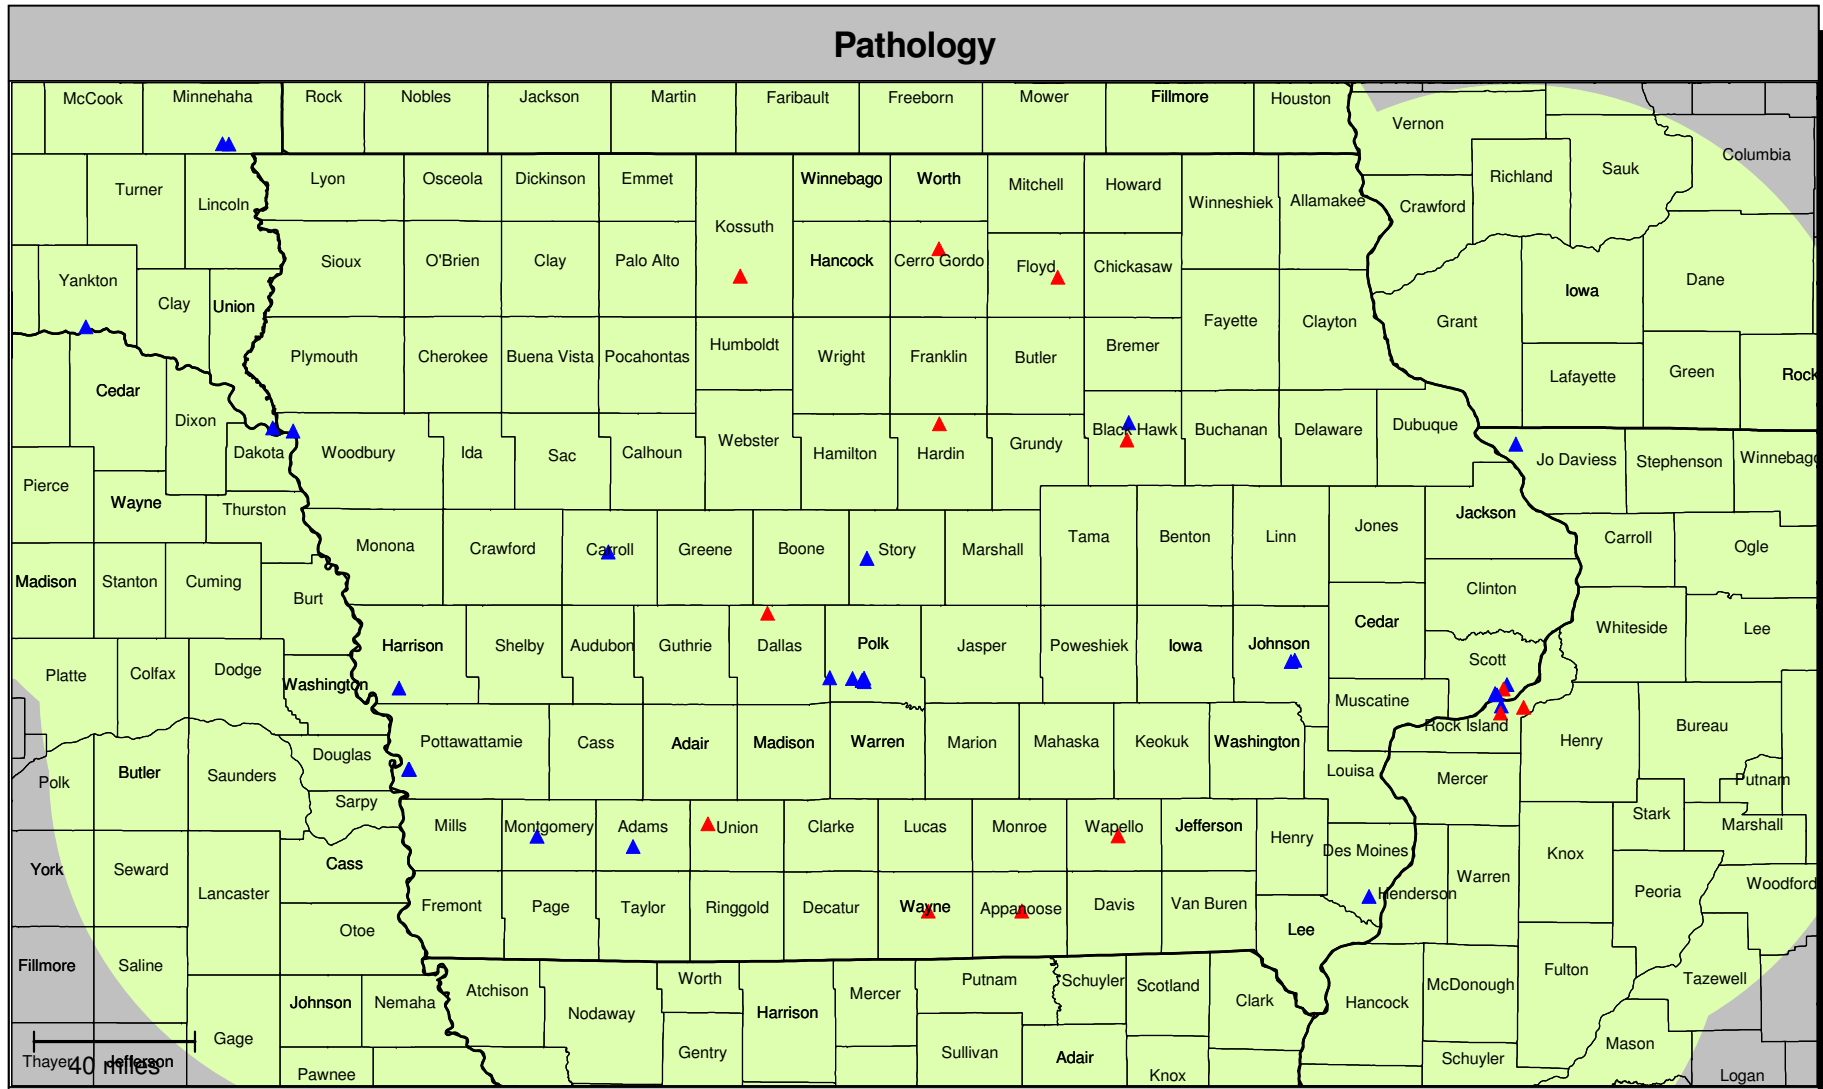 Pathology
McCook Minnehaha Rock Nobles Jackson Martin Faribault Freeborn Mower Fillmore Houston
Vernon
Columbia
Turner Lincoln Lyon Osceola Dickinson Emmet Kossuth Winnebago Worth Mitchell Howard Winneshiek Allamakee Crawford Richland Sauk
Yankton Clay Union Sioux O'Brien Clay Palo Alto Hancock Cerro Gordo Floyd Chickasaw Iowa Dane
Fayette Clayton Grant
Cedar Dixon Plymouth Cherokee Buena Vista Pocahontas Humboldt Wright Franklin Butler Bremer Lafayette Green Rock
Dakota Woodbury Ida Sac Calhoun Webster Hamilton Hardin Grundy Black Hawk Buchanan Delaware Dubuque Jo Daviess Stephenson Winnebago
Pierce Wayne Thurston
Monona Crawford Carroll Greene Boone Story Marshall Tama Benton Linn Jones Jackson Carroll Ogle
Madison Stanton Cuming Burt Clinton
Harrison Shelby Audubon Guthrie Dallas Polk Jasper Poweshiek Iowa Johnson Cedar Scott Whiteside Lee
Platte Colfax Dodge Washington Muscatine Rock Island
Pottawattamie Cass Adair Madison Warren Marion Mahaska Keokuk Washington Louisa Henry Bureau
Polk Butler Saunders Douglas Sarpy Mercer Putnam
Mills Montgomery Adams Union Clarke Lucas Monroe Wapello Jefferson Henry Des Moines Stark Marshall
York Seward Lancaster Cass Henderson Warren Knox Peoria Woodford
Fremont Page Taylor Ringgold Decatur Wayne Appanoose Davis Van Buren Lee
Otoe
Fillmore Saline Atchison Nodaway Worth Harrison Mercer Putnam Schuyler Scotland Clark Hancock McDonough Fulton Tazewell
Johnson Nemaha
Gage Gentry Sullivan Adair Schuyler Mason
Thayer Jefferson Pawnee Knox Logan
40 miles